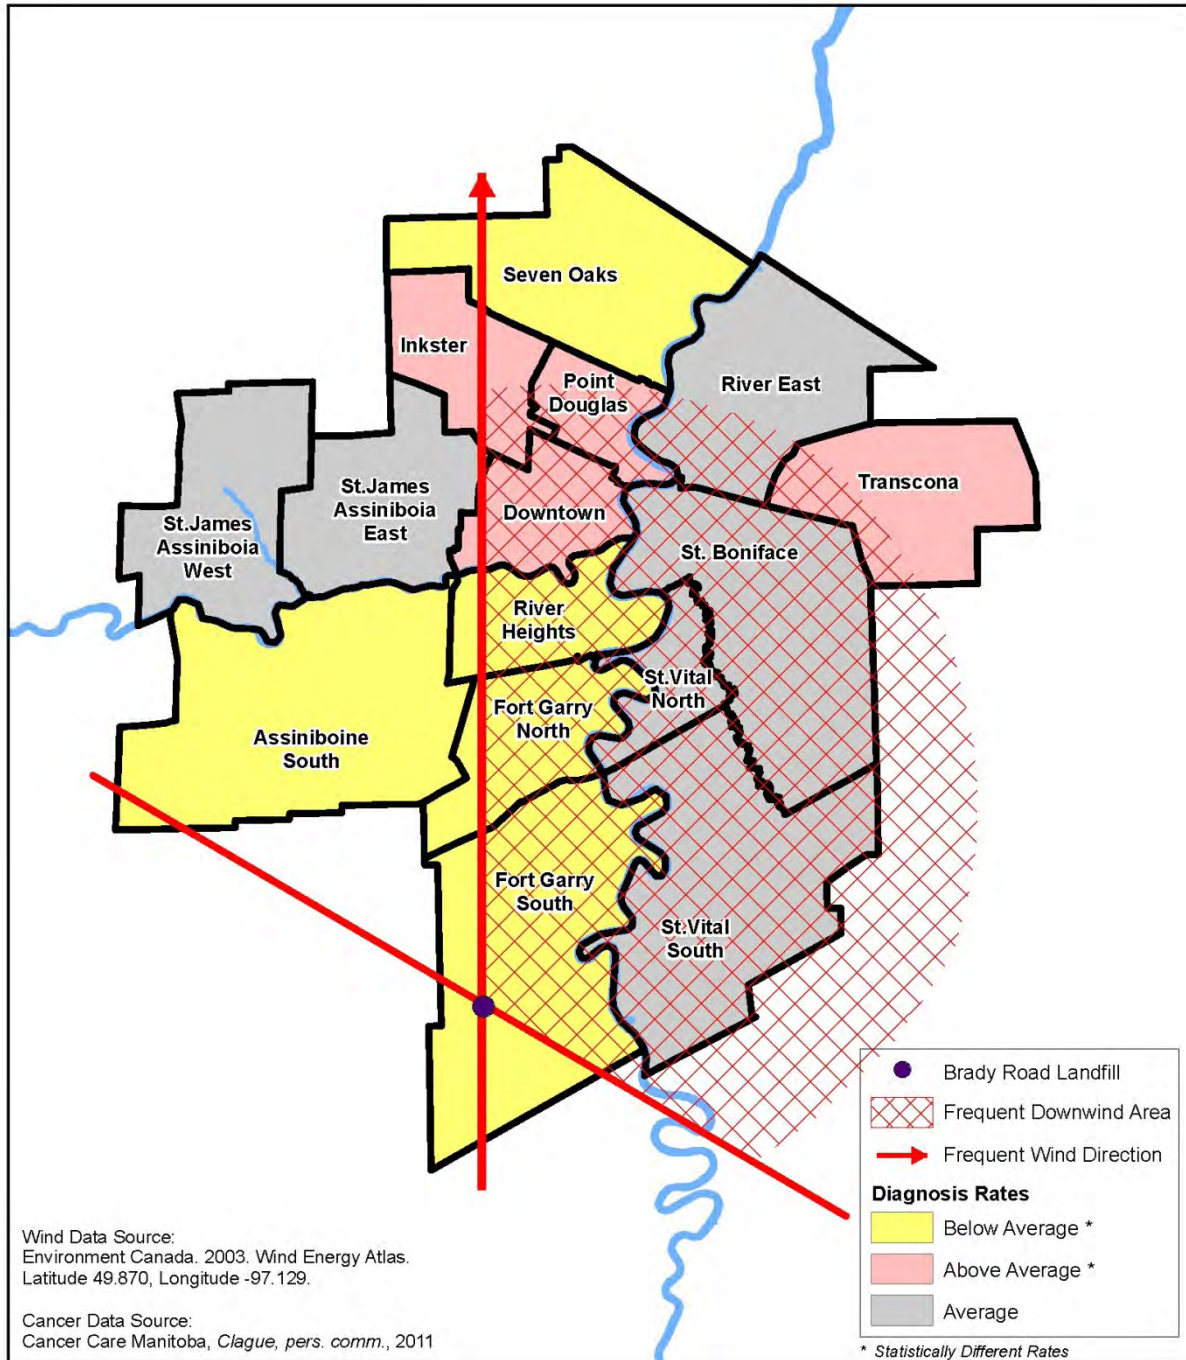 Seven Oaks
Inkster
Point
Douglas
River East
Transcona
St.James
Assiniboia
East
St.James
Assiniboia
West
Downtown
St. Boniface
River
Heights
St.Vital
North
Fort Garry
North
Assiniboine
South
Fort Garry
South
St.Vital
South
Brady Road Landfill
Frequent Downwind Area
Frequent Wind Direction
Diagnosis Rates
Below Average *
Above Average *
Average
* Statistically Different Rates
Wind Data Source:
Environment Canada. 2003. Wind Energy Atlas.
Latitude 49.870, Longitude -97.129.
Cancer Data Source:
Cancer Care Manitoba, Clague, pers. comm., 2011